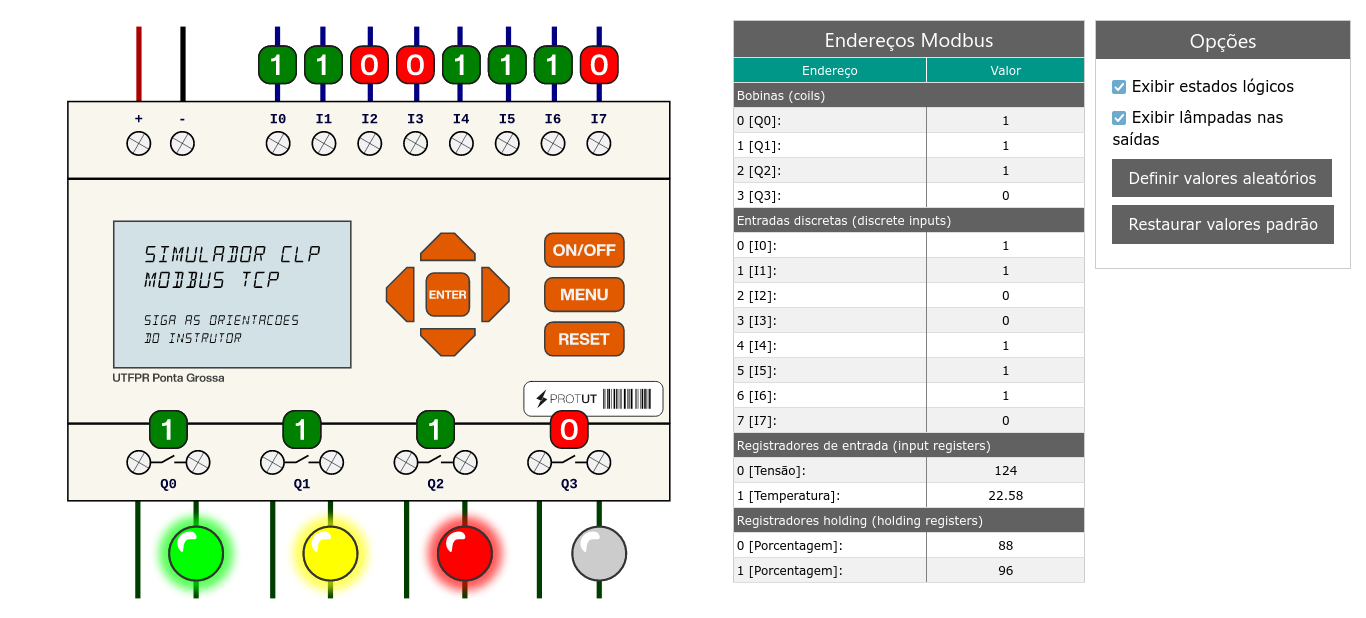 1 1 0 0 1 1 1 0
+ - I0 I1 I2 I3 I4 I5 I6 I7
SIMULADOR CLP
MODBUS TCP
SIGA AS ORIENTACOES
DO INSTRUTOR
UTFPR Ponta Grossa
ENTER
ON/OFF
MENU
RESET
PROTUT
1 1 1 0
Q0 Q1 Q2 Q3
Endereços Modbus
Endereço Valor
Bobinas (coils)
0 [Q0]: 1
1 [Q1]: 1
2 [Q2]: 1
3 [Q3]: 0
Entradas discretas (discrete inputs)
0 [I0]: 1
1 [I1]: 1
2 [I2]: 0
3 [I3]: 0
4 [I4]: 1
5 [I5]: 1
6 [I6]: 1
7 [I7]: 0
Registradores de entrada (input registers)
0 [Tensão]: 124
1 [Temperatura]: 22.58
Registradores holding (holding registers)
0 [Porcentagem]: 88
1 [Porcentagem]: 96
Opções
Exibir estados lógicos
Exibir lâmpadas nas
saídas
Definir valores aleatórios
Restaurar valores padrão